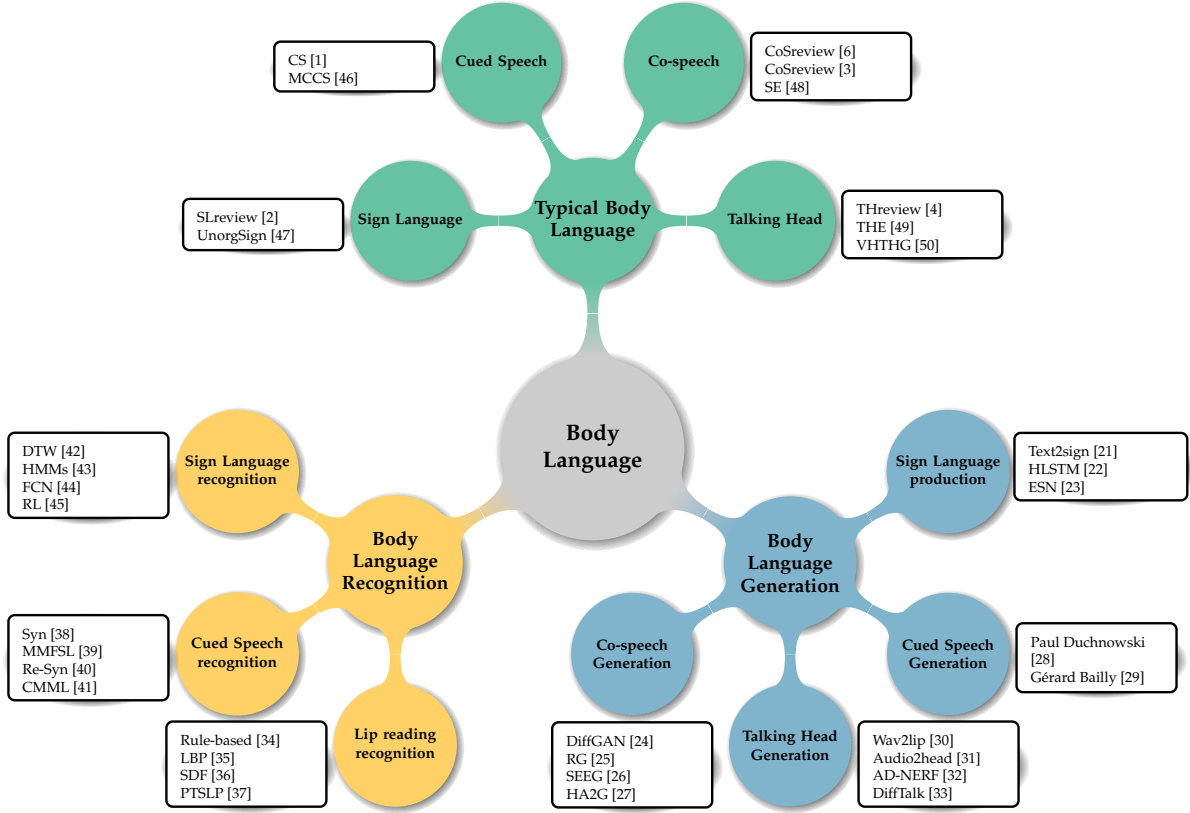 Cued Speech
CS [1]
MCCS [46]
Co-speech
CoSreview [6]
CoSreview [3]
SE [48]
Sign Language
SLreview [2]
UnorgSign [47]
Typical Body
Language
Talking Head
THreview [4]
THE [49]
VHTHG [50]
Body
Language
Sign Language
recognition
DTW [42]
HMMs [43]
FCN [44]
RL [45]
Body
Language
Recognition
Cued Speech
recognition
Syn [38]
MMFSL [39]
Re-Syn [40]
CMML [41]
Lip reading
recognition
Rule-based [34]
LBP [35]
SDF [36]
PTSLP [37]
Sign Language
production
Text2sign [21]
HLSTM [22]
ESN [23]
Body
Language
Generation
Co-speech
Generation
DiffGAN [24]
RG [25]
SEEG [26]
HA2G [27]
Cued Speech
Generation
Paul Duchnowski
[28]
Gérard Bailly [29]
Talking Head
Generation
Wav2lip [30]
Audio2head [31]
AD-NERF [32]
DiffTalk [33]